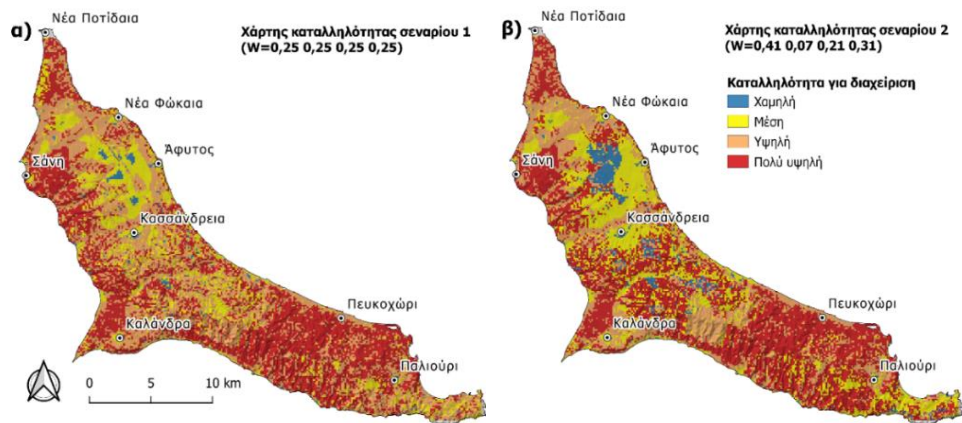 α)
Χάρτης καταλληλότητας σεναρίου 1
(W=0,25 0,25 0,25 0,25)
Νέα Ποτίδαια
Νέα Φώκαια
Άφυτος
Σάνη
Κασσάνδρεια
Καλάνδρα
Πευκοχώρι
Παλιούρι
0 5 10 km
β)
Χάρτης καταλληλότητας σεναρίου 2
(W=0,41 0,07 0,21 0,31)
Καταλληλότητα για διαχείριση
Χαμηλή
Μέση
Υψηλή
Πολύ υψηλή
Νέα Ποτίδαια
Νέα Φώκαια
Άφυτος
Σάνη
Κασσάνδρεια
Καλάνδρα
Πευκοχώρι
Παλιούρι